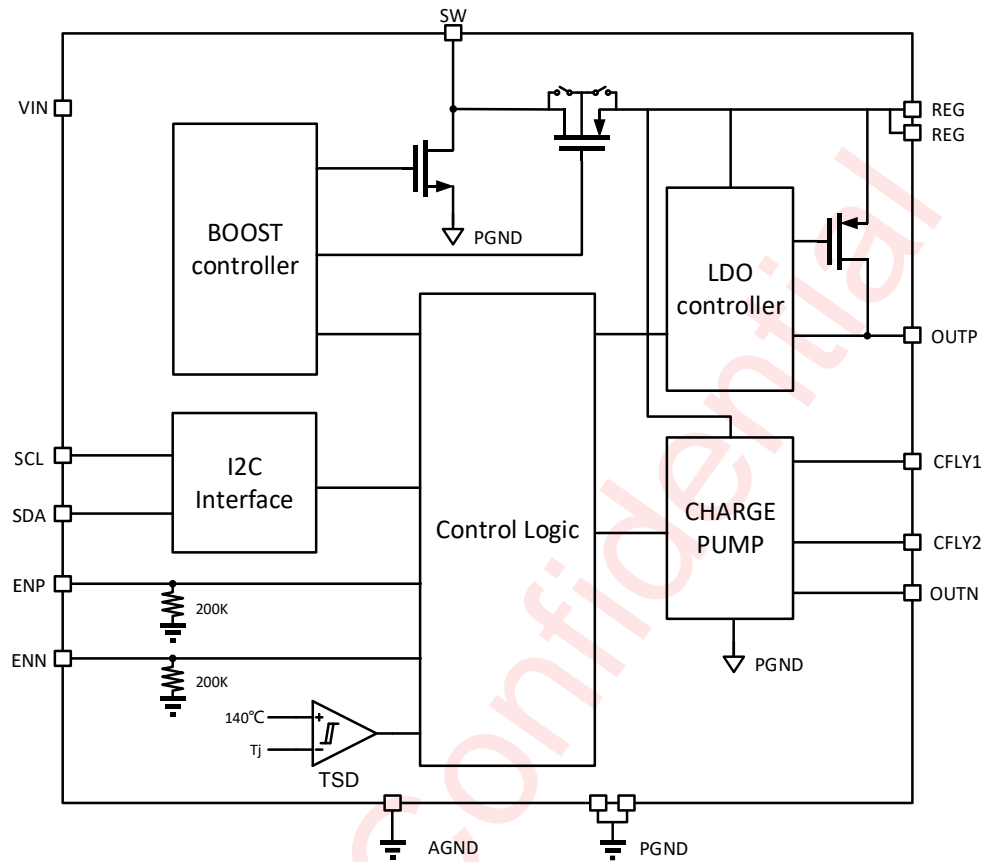 SW
VIN
REG
REG
BOOST
controller
PGND
LDO
controller
OUTP
SCL
I2C
Interface
SDA
Control Logic
CHARGE
PUMP
CFLY1
CFLY2
OUTN
ENP
200K
ENN
200K
PGND
140℃
Tj
+
-
TSD
AGND
PGND
Confidential